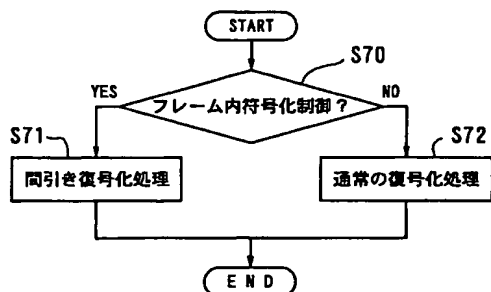 START
S70
フレーム内符号化制御？
YES
NO
S71
S72
間引き復号化処理
通常の復号化処理
END